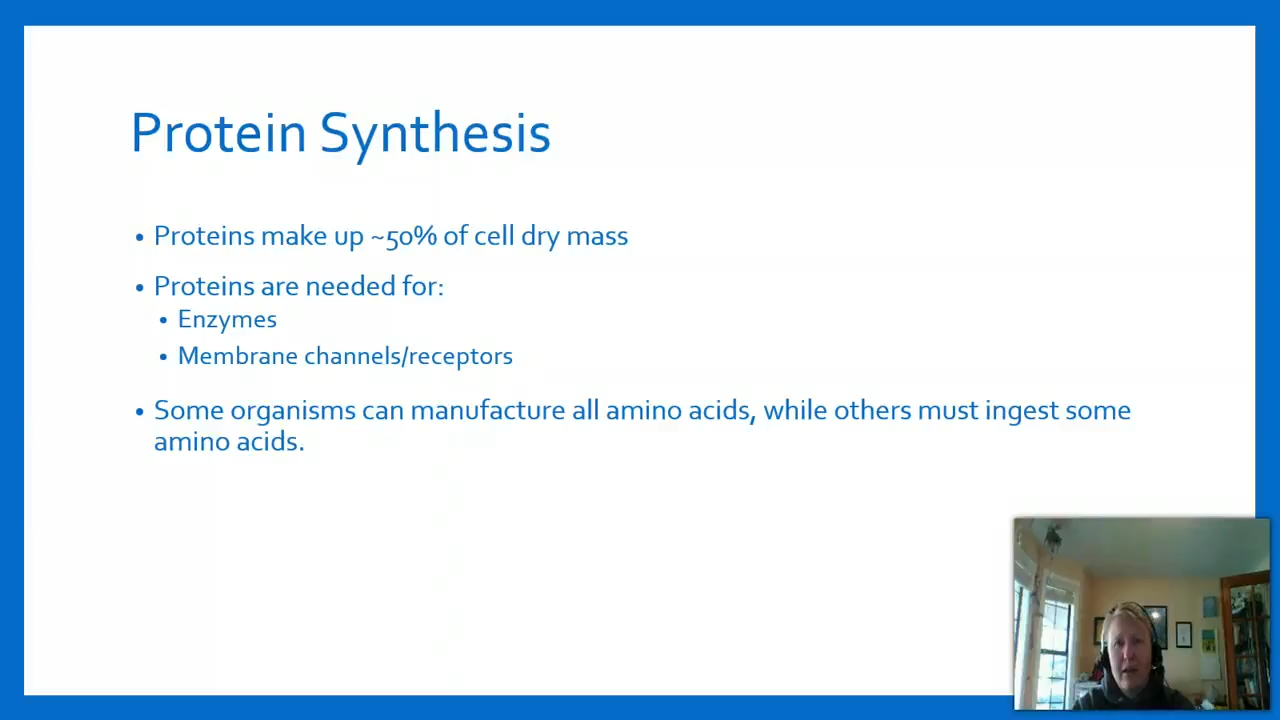 Protein Synthesis
• Proteins make up ~50% of cell dry mass
• Proteins are needed for:
• Enzymes
• Membrane channels/receptors
• Some organisms can manufacture all amino acids, while others must ingest some
amino acids.